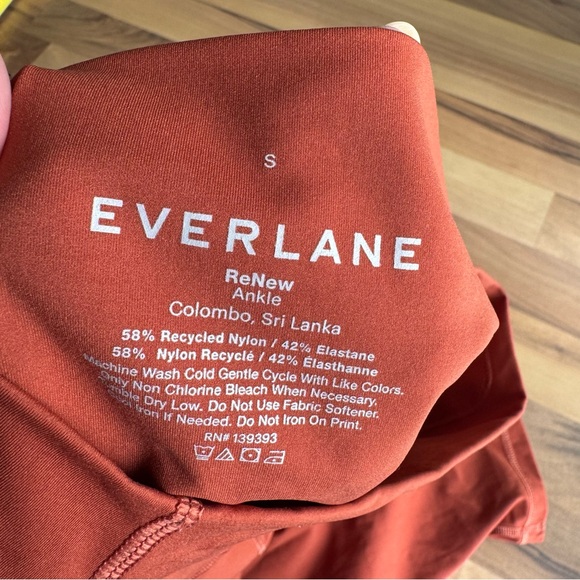 S
EVERLANE
ReNew
Ankle
Colombo, Sri Lanka
58% Recycled Nylon / 42% Elastane
58% Nylon Recyclé / 42% Élasthanne
Machine Wash Cold Gentle Cycle With Like Colors.
Only Non Chlorine Bleach When Necessary.
Dry Low. Do Not Use Fabric Softener.
Iron If Needed. Do Not Iron On Print.
RN# 139393